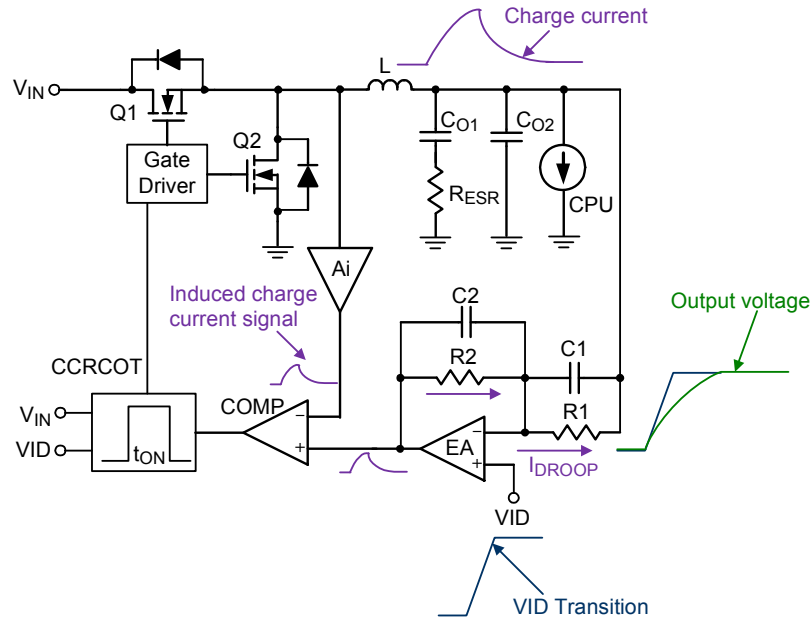 Charge current
L
VIN
Q1
Q2
CO1
CO2
Gate
Driver
RESR
CPU
Ai
Induced charge
current signal
C2
Output voltage
R2
C1
CCRCOT
COMP
R1
VIN
VID
tON
−
+
EA
−
+
IDROOP
VID
VID Transition